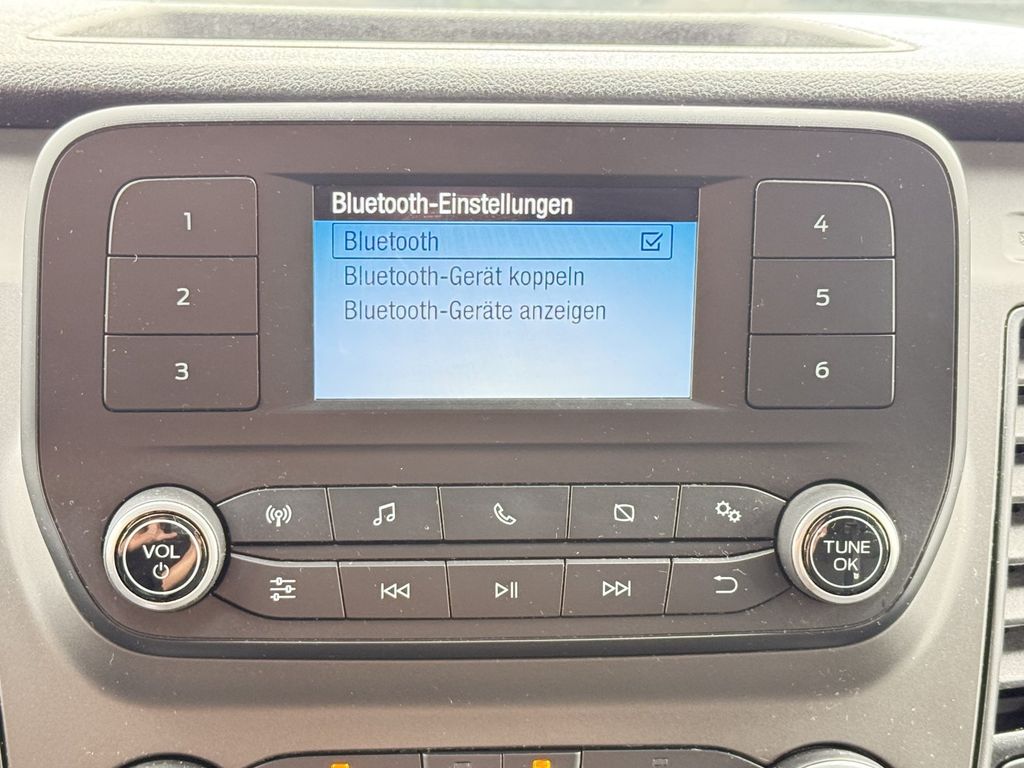 Bluetooth-Einstellungen
Bluetooth
Bluetooth-Gerät koppeln
Bluetooth-Geräte anzeigen
1
2
3
4
5
6
VOL
TUNE
OK